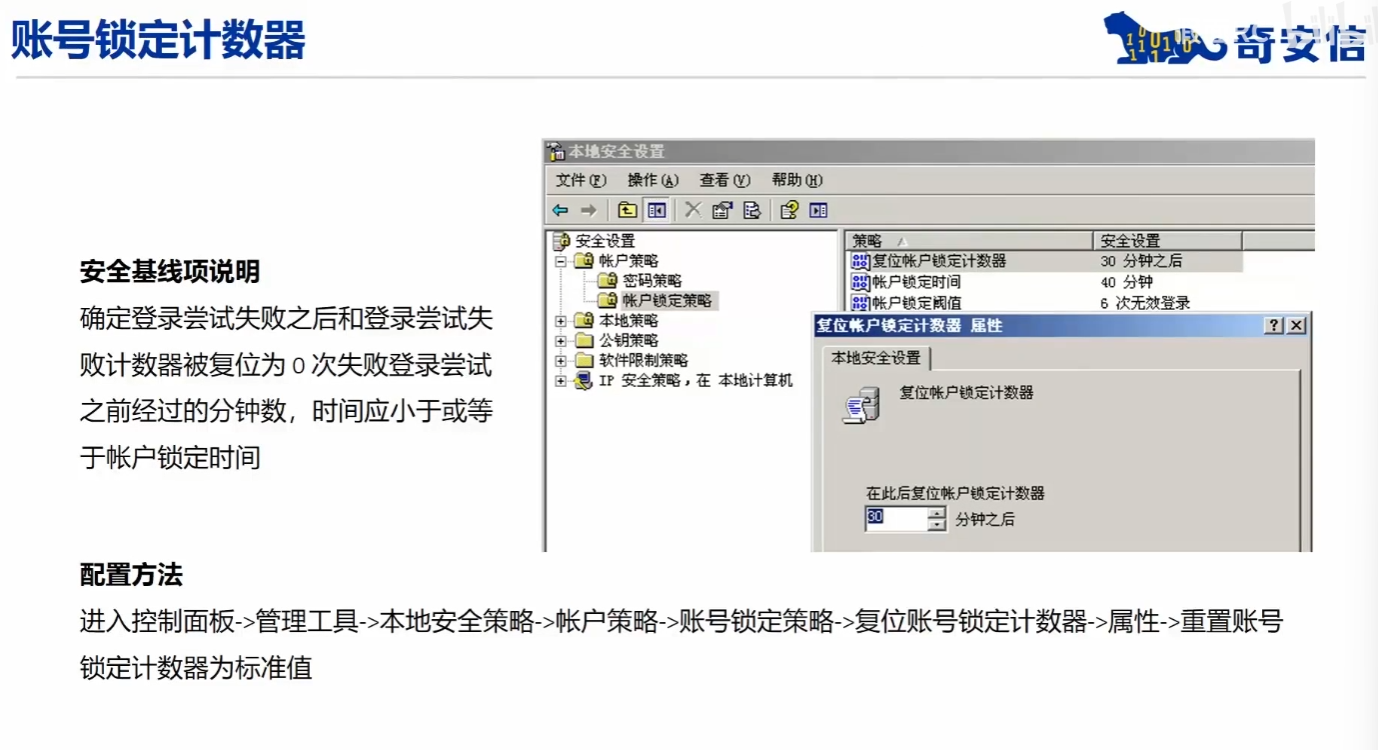 账号锁定计数器
奇安信
本地安全设置
文件(F) 操作(A) 查看(V) 帮助(H)
安全设置
帐户策略
密码策略
帐户锁定策略
本地策略
公钥策略
软件限制策略
IP 安全策略，在 本地计算机
策略 安全设置
复位帐户锁定计数器 30 分钟之后
帐户锁定时间 40 分钟
帐户锁定阈值 6 次无效登录
复位帐户锁定计数器 属性
本地安全设置
复位帐户锁定计数器
在此后复位帐户锁定计数器
30 分钟之后
安全基线项说明
确定登录尝试失败之后和登录尝试失
败计数器被复位为 0 次失败登录尝试
之前经过的分钟数，时间应小于或等
于帐户锁定时间
配置方法
进入控制面板->管理工具->本地安全策略->帐户策略->账号锁定策略->复位账号锁定计数器->属性->重置账号
锁定计数器为标准值